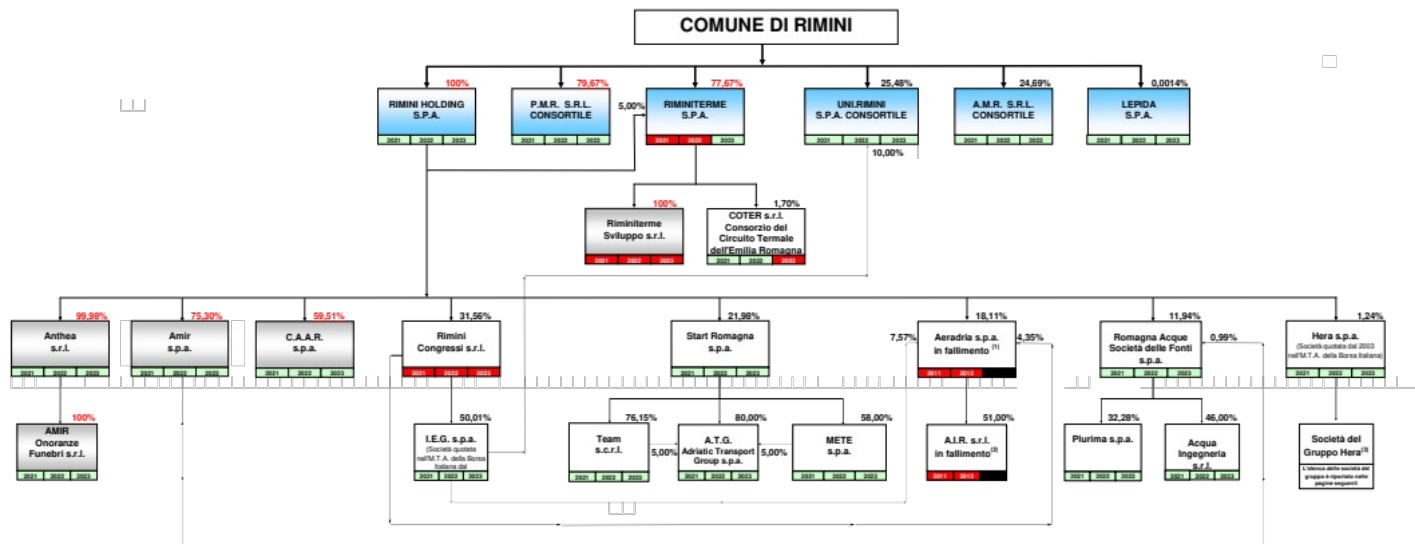 COMUNE DI RIMINI
100%
79,67%
77,67%
25,48%
24,69%
0,0014%
RIMINI HOLDING
S.P.A.
2021 2022 2023
P.M.R. S.R.L.
CONSORTILE
2021 2022 2023
5,00%
RIMINITERME
S.P.A.
2021 2022 2023
UNI.RIMINI
S.P.A. CONSORTILE
2021 2022 2023
A.M.R. S.R.L.
CONSORTILE
2021 2022 2023
LEPIDA
S.P.A.
2021 2022 2023
10,00%
100%
Riminiterme
Sviluppo s.r.l.
2021 2022 2023
1,70%
COTER s.r.l.
Consorzio del
Circuito Termale
dell'Emilia Romagna
2021 2022 2023
99,98%
Anthea
s.r.l.
2021 2022 2023
75,30%
Amir
s.p.a.
2021 2022 2023
59,51%
C.A.A.R.
s.p.a.
2021 2022 2023
31,56%
Rimini
Congressi s.r.l.
2021 2022 2023
21,98%
Start Romagna
s.p.a.
2021 2022 2023
18,11%
7,57%
Aeradria s.p.a.
in fallimento (1)
4,35%
2011 2012
11,94%
Romagna Acque
Società delle Fonti
s.p.a.
0,99%
2021 2022 2023
1,24%
Hera s.p.a.
(Società quotata dal 2003
nell'M.T.A. della Borsa Italiana)
2021 2022 2023
100%
AMIR
Onoranze
Funebri s.r.l.
2021 2022 2023
50,01%
I.E.G. s.p.a.
(Società quotata
nell'M.T.A. della Borsa
Italiana dal
2021 2022 2023
76,15%
Team
s.c.r.l.
2021 2022 2023
5,00%
80,00%
A.T.G.
Adriatic Transport
Group s.p.a.
2021 2022 2023
5,00%
58,00%
METE
s.p.a.
2021 2022 2023
51,00%
A.I.R. s.r.l.
in fallimento(2)
2011 2012
32,28%
Plurima s.p.a.
2021 2022 2023
46,00%
Acqua
Ingegneria
s.r.l.
2021 2022 2023
Società del
Gruppo Hera(3)
L'elenco delle società del
gruppo è riportato nelle
pagine seguenti